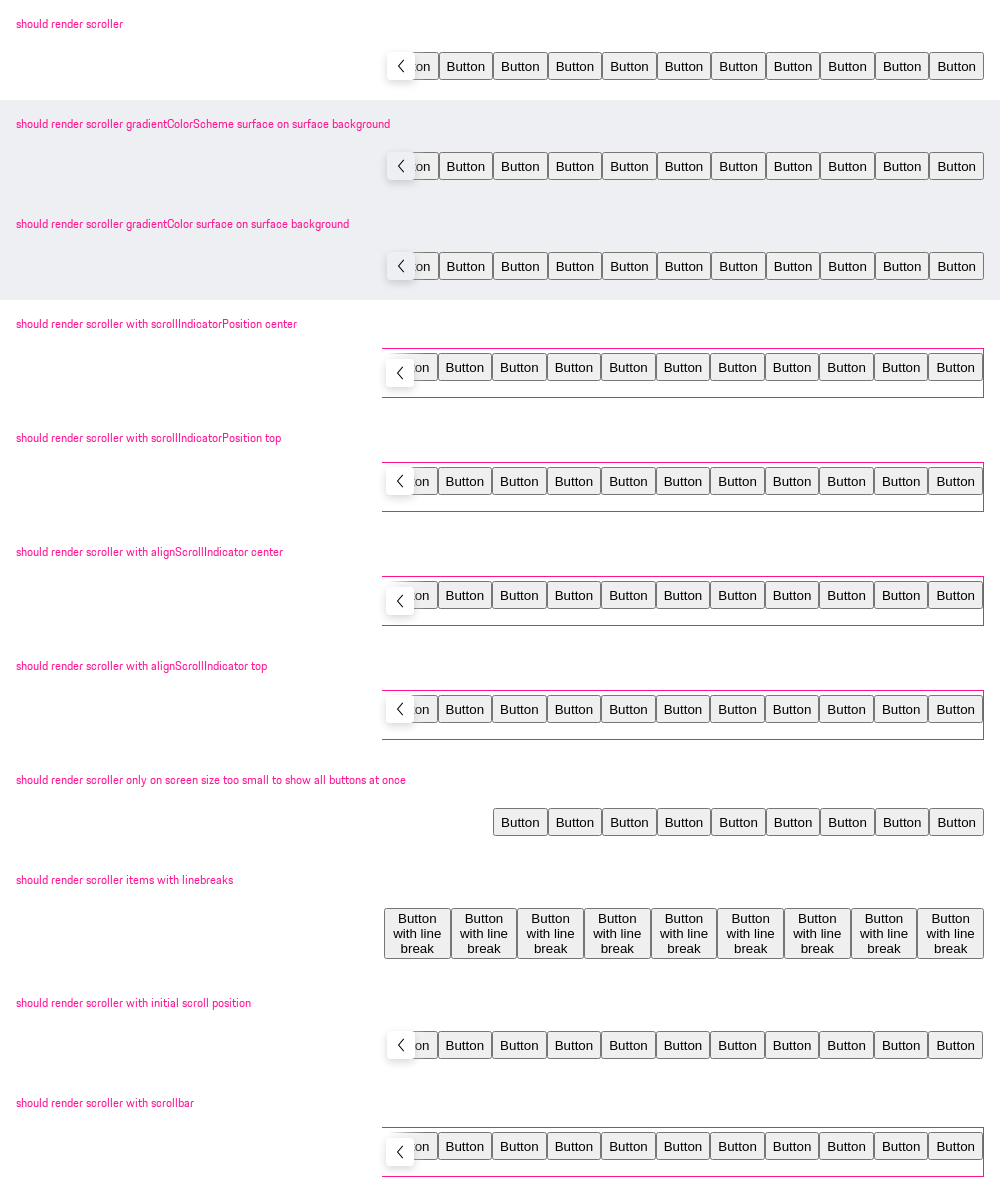 should render scroller
ton Button Button Button Button Button Button Button Button Button Button
should render scroller gradientColorScheme surface on surface background
ton Button Button Button Button Button Button Button Button Button Button
should render scroller gradientColor surface on surface background
ton Button Button Button Button Button Button Button Button Button Button
should render scroller with scrollIndicatorPosition center
ton Button Button Button Button Button Button Button Button Button Button
should render scroller with scrollIndicatorPosition top
on Button Button Button Button Button Button Button Button Button Button
should render scroller with alignScrollIndicator center
ton Button Button Button Button Button Button Button Button Button Button
should render scroller with alignScrollIndicator top
on Button Button Button Button Button Button Button Button Button Button
should render scroller only on screen size too small to show all buttons at once
Button Button Button Button Button Button Button Button Button
should render scroller items with linebreaks
Button Button Button Button Button Button Button Button Button
with line with line with line with line with line with line with line with line with line
break break break break break break break break break
should render scroller with initial scroll position
on Button Button Button Button Button Button Button Button Button Button
should render scroller with scrollbar
ton Button Button Button Button Button Button Button Button Button Button